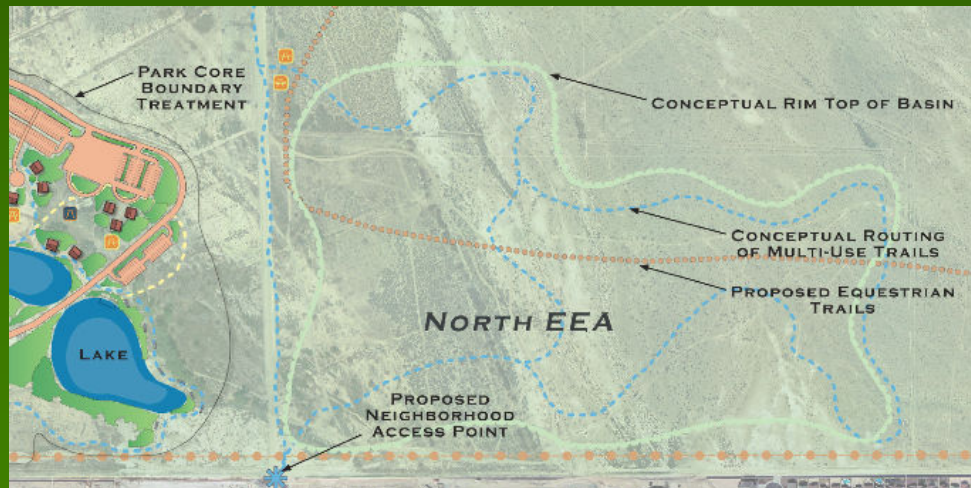 PARK CORE
BOUNDARY
TREATMENT
CONCEPTUAL RIM TOP OF BASIN
CONCEPTUAL ROUTING
OF MULTI-USE TRAILS
PROPOSED EQUESTRIAN
TRAILS
NORTH EEA
LAKE
PROPOSED
NEIGHBORHOOD
ACCESS POINT